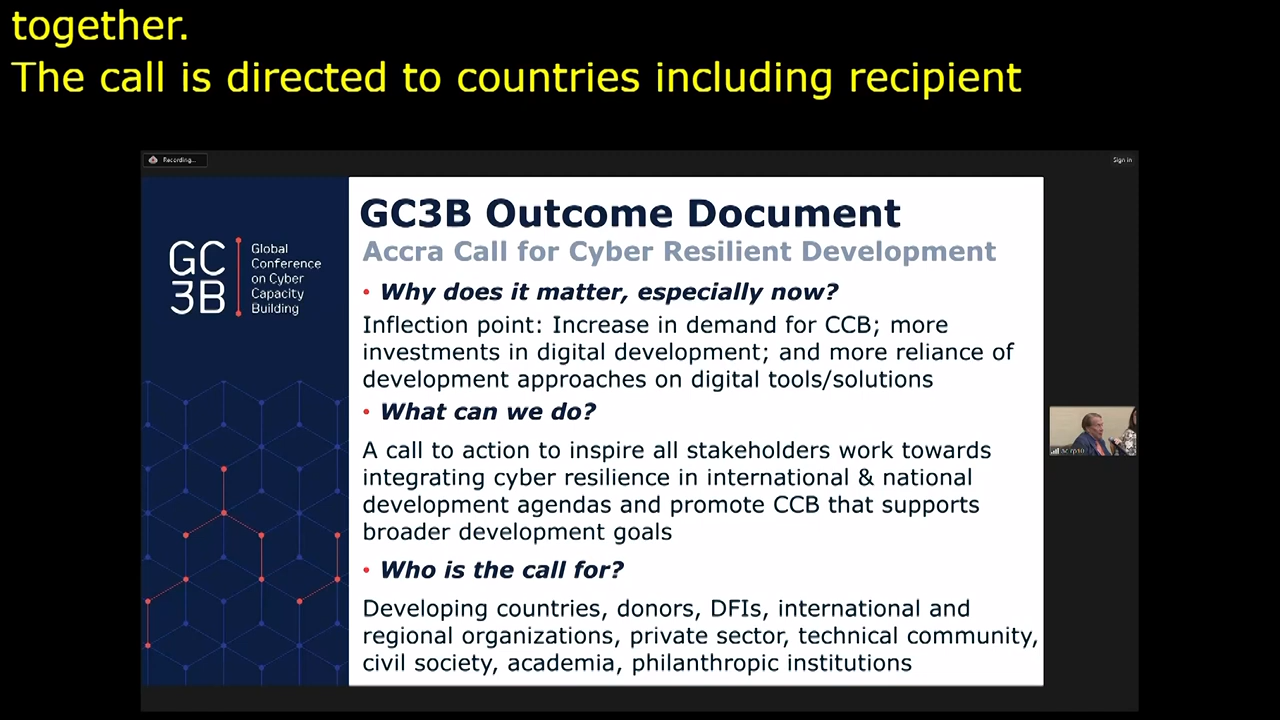 together.
The call is directed to countries including recipient
Recording...
Sign in
GC
3B
Global
Conference
on Cyber
Capacity
Building
GC3B Outcome Document
Accra Call for Cyber Resilient Development
• Why does it matter, especially now?
Inflection point: Increase in demand for CCB; more
investments in digital development; and more reliance of
development approaches on digital tools/solutions
• What can we do?
A call to action to inspire all stakeholders work towards
integrating cyber resilience in international & national
development agendas and promote CCB that supports
broader development goals
• Who is the call for?
Developing countries, donors, DFIs, international and
regional organizations, private sector, technical community,
civil society, academia, philanthropic institutions